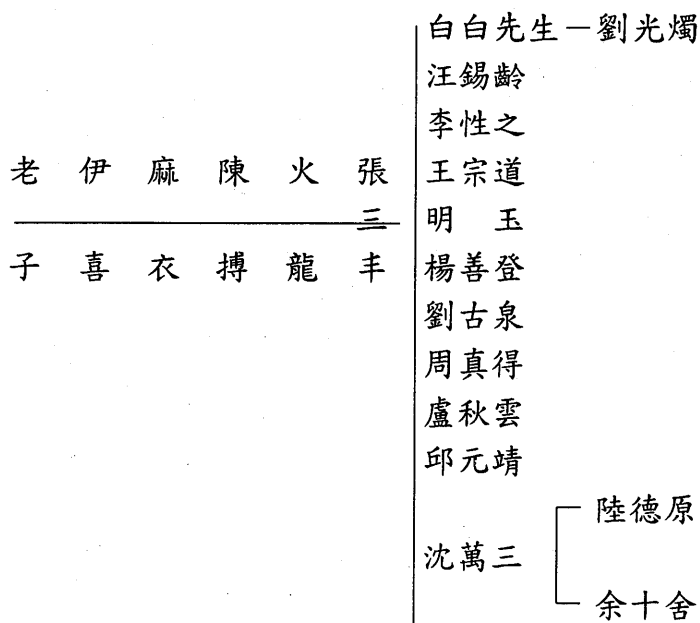 老子
伊喜
麻衣
陳搏
火龍
張三丰
白白先生－劉光燭
汪錫齡
李性之
王宗道
明玉
楊善登
劉古泉
周真得
盧秋雲
邱元靖
沈萬三
陸德原
余十舍